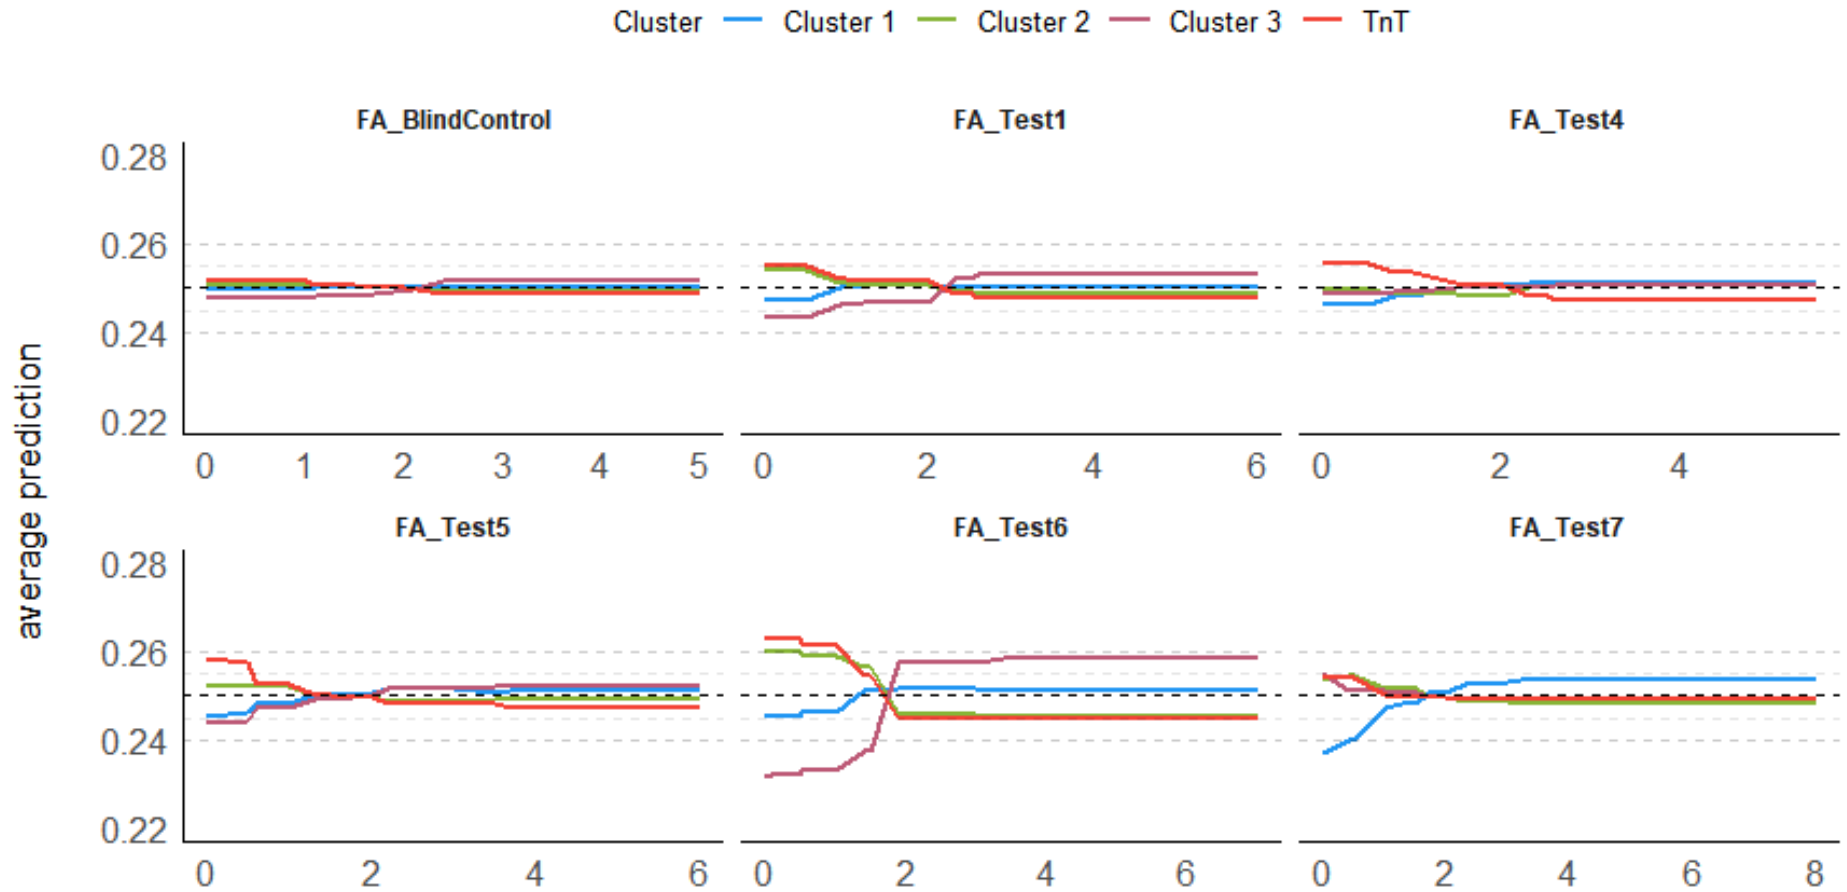 Cluster Cluster 1 Cluster 2 Cluster 3 TnT
FA_BlindControl FA_Test1 FA_Test4
0.28
0.26
0.24
0.22
0 1 2 3 4 5 0 2 6 0 2 4
average prediction
FA_Test5 FA_Test6 FA_Test7
0.28
0.26
0.24
0.22
0 2 4 6 0 2 4 6 0 2 4 6 8